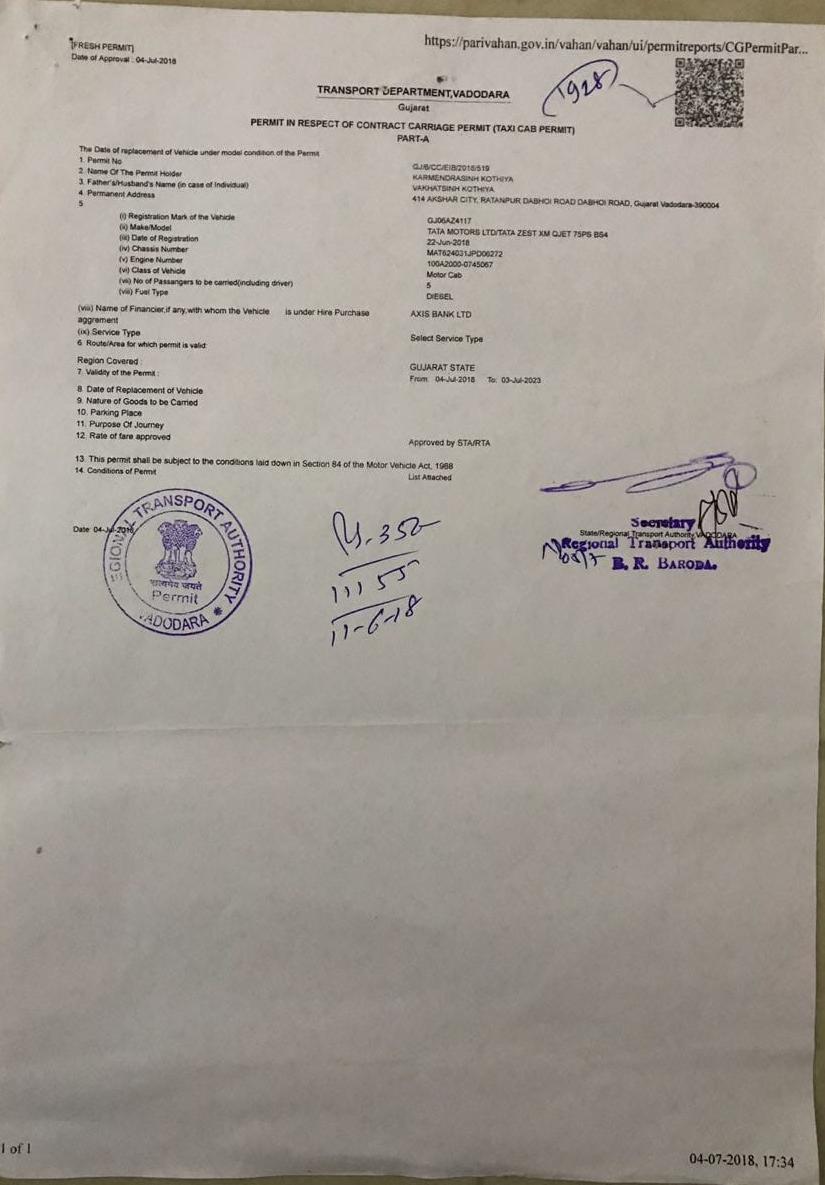 [FRESH PERMIT]
Date of Approval : 04-Jul-2018
https://parivahan.gov.in/vahan/vahan/ui/permitreports/CGPermitPar...
1928
TRANSPORT DEPARTMENT,VADODARA
Gujarat
PERMIT IN RESPECT OF CONTRACT CARRIAGE PERMIT (TAXI CAB PERMIT)
PART-A
The Date of replacement of Vehicle under model condition of the Permit
1. Permit No GJ/6/CC/EIB/2018/519
2. Name Of The Permit Holder KARMENDRASINH KOTHIYA
3. Father's/Husband's Name (in case of Individual) VAKHATSINH KOTHIYA
4. Permanent Address 414 AKSHAR CITY, RATANPUR DABHOI ROAD DABHOI ROAD, Gujarat Vadodara-390004
5
(i) Registration Mark of the Vehicle GJ06AZ4117
(ii) Make/Model TATA MOTORS LTD/TATA ZEST XM QJET 75PS BS4
(iii) Date of Registration 22-Jun-2018
(iv) Chassis Number MAT624031JPD06272
(v) Engine Number 100A2000-0745067
(vi) Class of Vehicle Motor Cab
(vii) No of Passangers to be carried(including driver) 5
(viii) Fuel Type DIESEL
(viii) Name of Financier,if any,with whom the Vehicle is under Hire Purchase AXIS BANK LTD
aggrement
(ix) Service Type Select Service Type
6. Route/Area for which permit is valid:
Region Covered : GUJARAT STATE
7. Validity of the Permit : From: 04-Jul-2018 To: 03-Jul-2023
8. Date of Replacement of Vehicle
9. Nature of Goods to be Carried
10. Parking Place
11. Purpose Of Journey
12. Rate of fare approved Approved by STA/RTA
13. This permit shall be subject to the conditions laid down in Section 84 of the Motor Vehicle Act, 1988
14. Conditions of Permit List Attached
Date: 04-Jul-2018
REGIONAL TRANSPORT AUTHORITY
सत्यमेव जयते
Permit
VADODARA
350
11155
11-6-18
Secretary
State/Regional Transport Authority,VADODARA
Regional Transport Authority
B. R. BARODA.
1 of 1
04-07-2018, 17:34